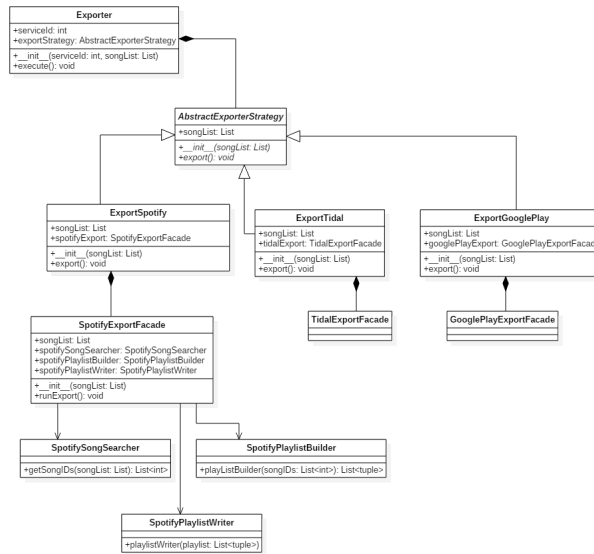 Exporter
+serviceId: int
+exportStrategy: AbstractExporterStrategy
+__init__(serviceId: int, songList: List)
+execute(): void
AbstractExporterStrategy
+songList: List
+__init__(songList: List)
+export(): void
ExportSpotify
+songList: List
+spotifyExport: SpotifyExportFacade
+__init__(songList: List)
+export(): void
ExportTidal
+songList: List
+tidalExport: TidalExportFacade
+__init__(songList: List)
+export(): void
ExportGooglePlay
+songList: List
+googlePlayExport: GooglePlayExportFacade
+__init__(songList: List)
+export(): void
SpotifyExportFacade
+songList: List
+spotifySongSearcher: SpotifySongSearcher
+spotifyPlaylistBuilder: SpotifyPlaylistBuilder
+spotifyPlaylistWriter: SpotifyPlaylistWriter
+__init__(songList: List)
+runExport(): void
TidalExportFacade
GooglePlayExportFacade
SpotifySongSearcher
+getSongIDs(songList: List): List<int>
SpotifyPlaylistBuilder
+playListBuilder(songIDs: List<int>): List<tuple>
SpotifyPlaylistWriter
+playlistWriter(playlist: List<tuple>)